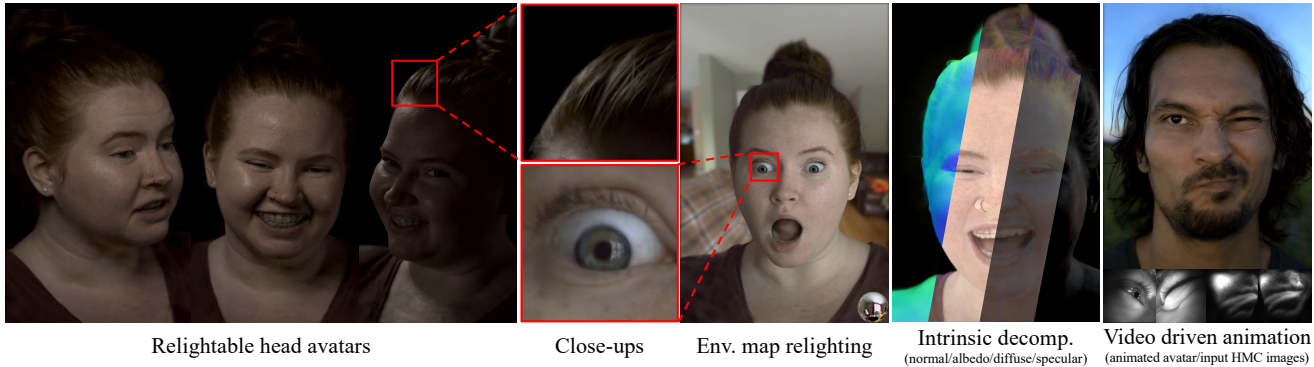 Relightable head avatars
Close-ups
Env. map relighting
Intrinsic decomp.
(normal/albedo/diffuse/specular)
Video driven animation
(animated avatar/input HMC images)